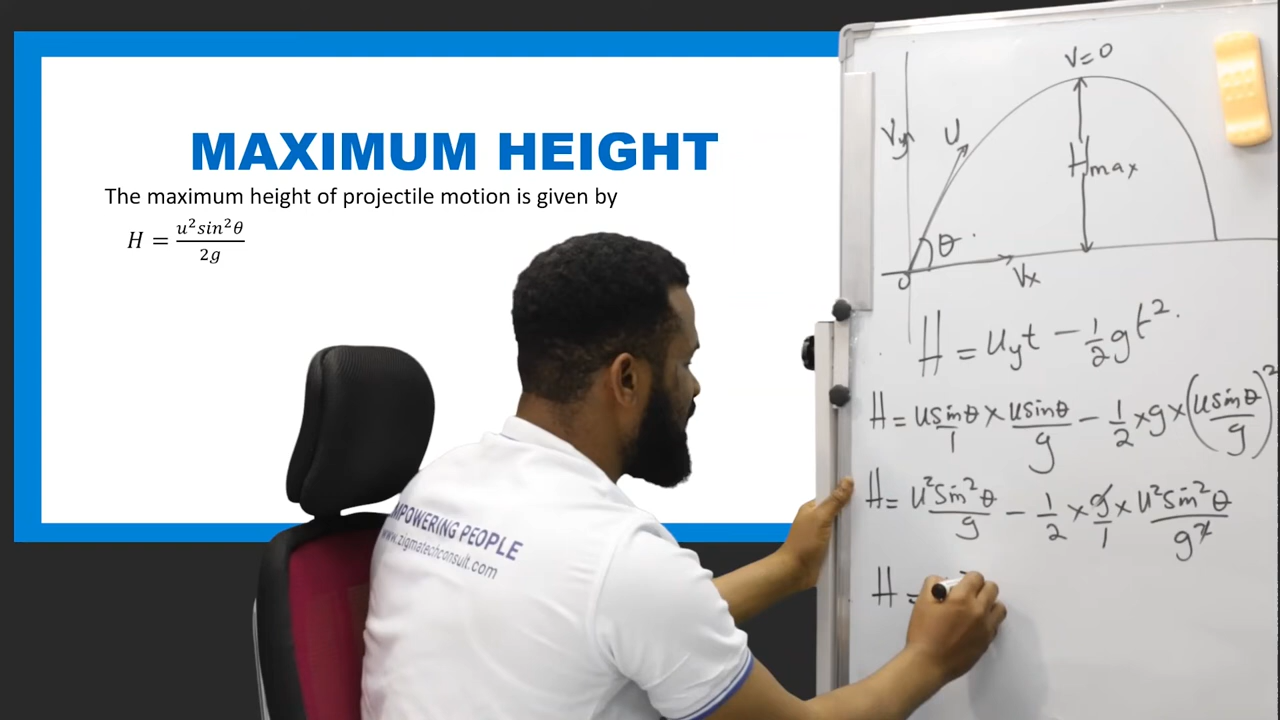 MAXIMUM HEIGHT
The maximum height of projectile motion is given by
H = u²sin²θ / 2g
EMPOWERING PEOPLE
www.zigmatechconsult.com
V=0
Vy
U
Hmax
θ
0
Vx
H = Uyt − 1/2 gt².
H = usinθ/1 × usinθ/g − 1/2 × g × (usinθ/g)²
H = u²sin²θ/g − 1/2 × g/1 × u²sin²θ/g²
H =